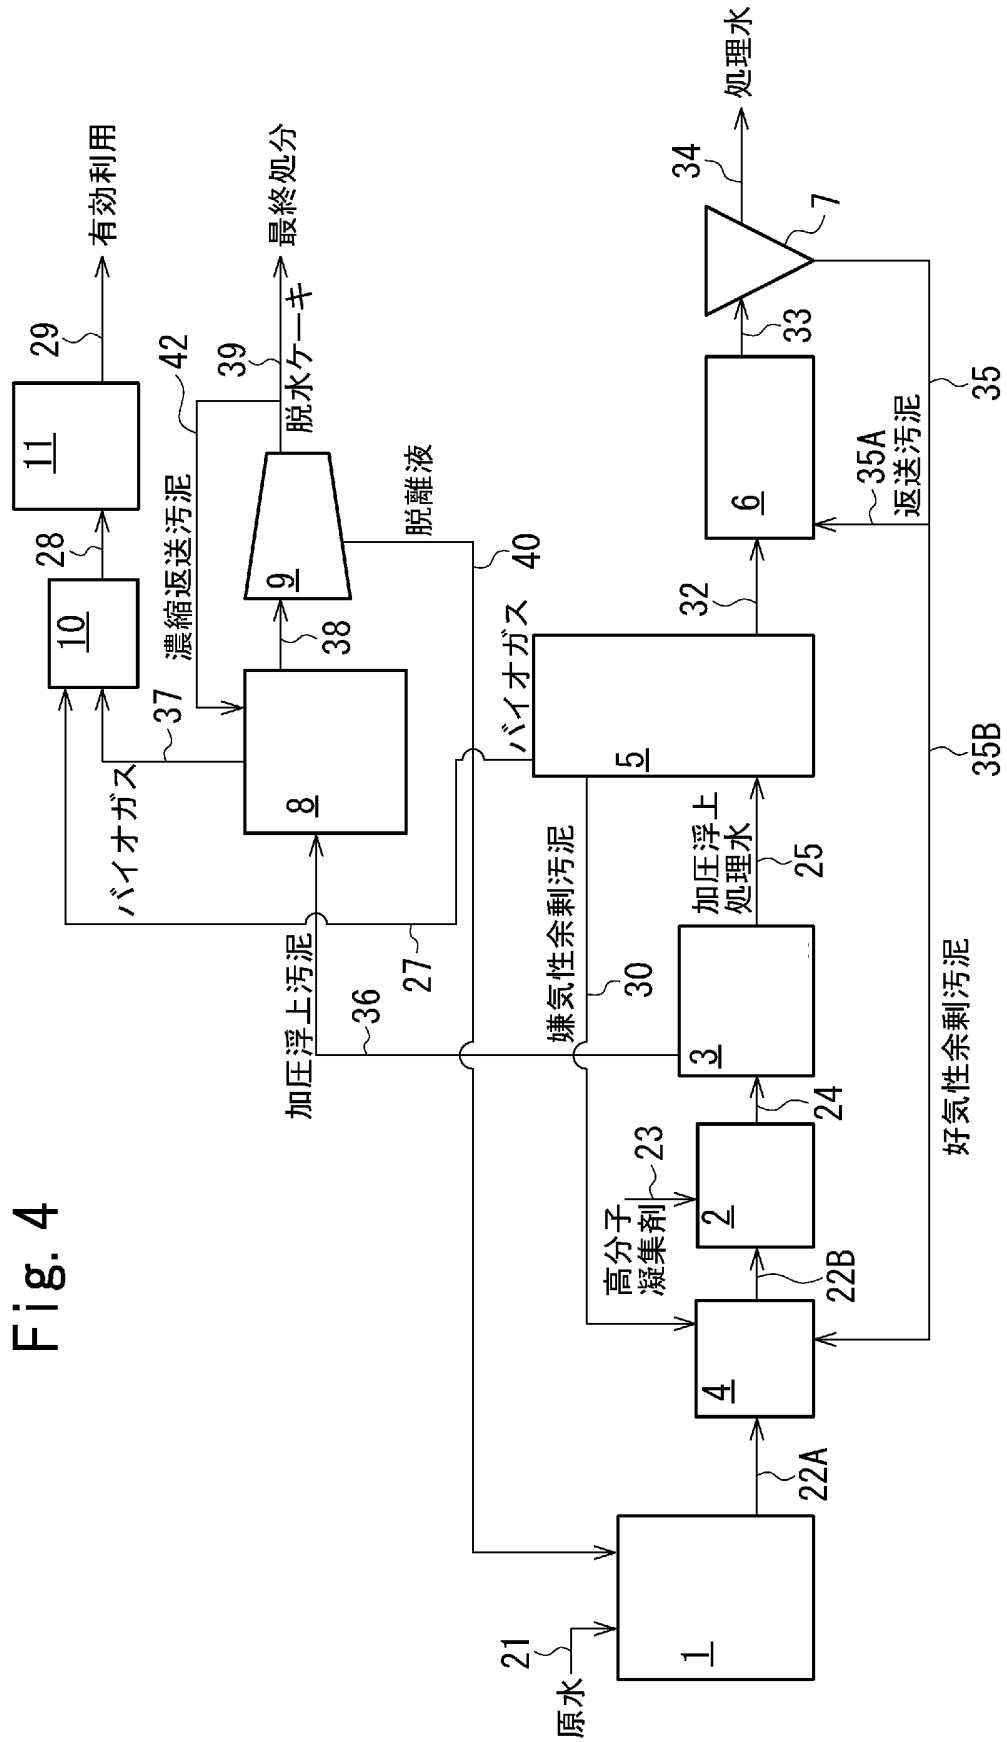 Fig. 4
29
有効利用
11
28
10
42
濃縮返送汚泥
37
バイオガス
39
脱水ケーキ
最終処分
9
38
8
脱離液
40
27
加圧浮上汚泥
36
バイオガス
5
嫌気性余剰汚泥
30
32
6
33
34
処理水
7
加圧浮上
処理水
25
3
24
23
高分子
凝集剤
2
22B
4
22A
21
原水
1
35A
返送汚泥
35
35B
好気性余剰汚泥